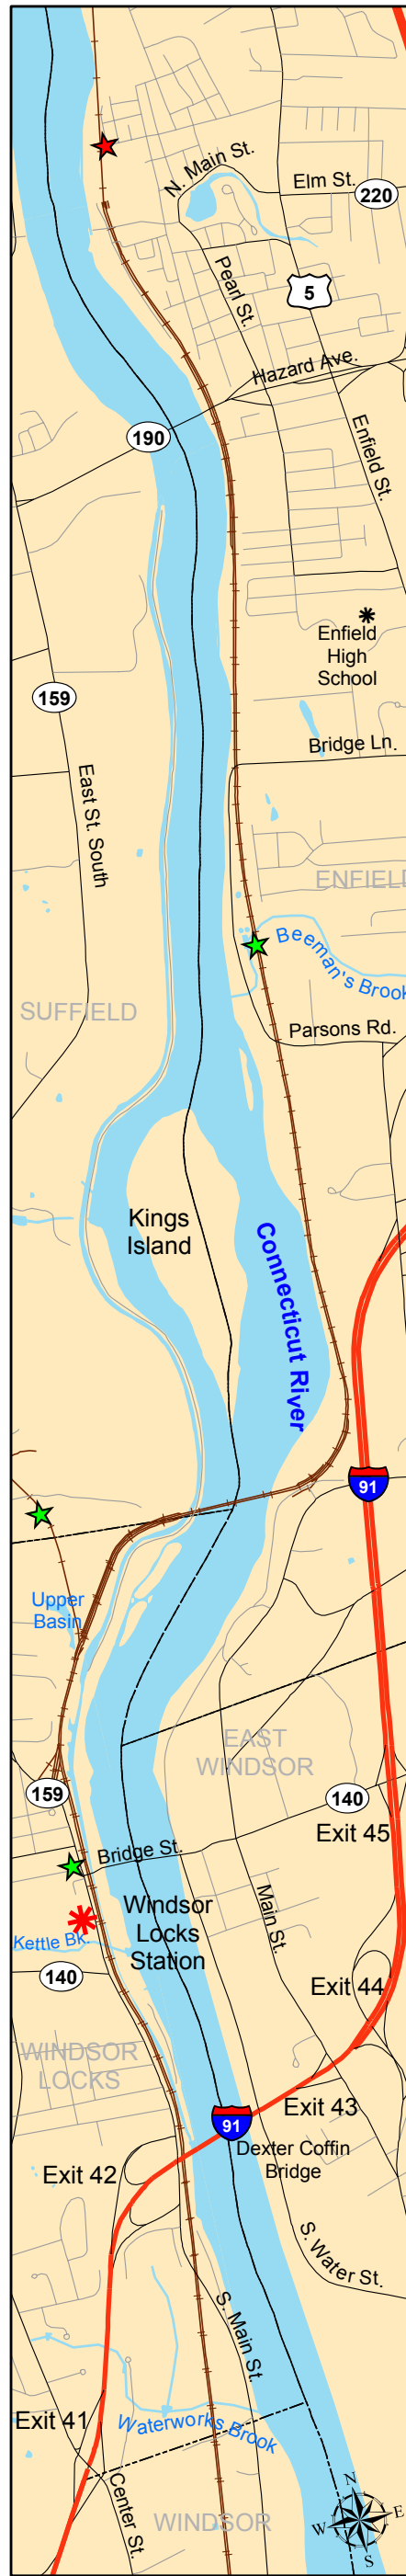 N. Main St.
Elm St.
220
Pearl St.
5
Hazard Ave.
190
Enfield St.
Enfield
High
School
159
Bridge Ln.
East St. South
ENFIELD
Beeman's Brook
SUFFIELD
Parsons Rd.
Kings
Island
Connecticut River
91
Upper
Basin
EAST
WINDSOR
159
140
Exit 45
Bridge St.
Main St.
Windsor
Locks
Station
Kettle Bk.
140
Exit 44
WINDSOR
LOCKS
Exit 43
91
Dexter Coffin
Bridge
Exit 42
S. Water St.
S. Main St.
Exit 41
Waterworks Brook
Center St.
WINDSOR
N
W
E
S